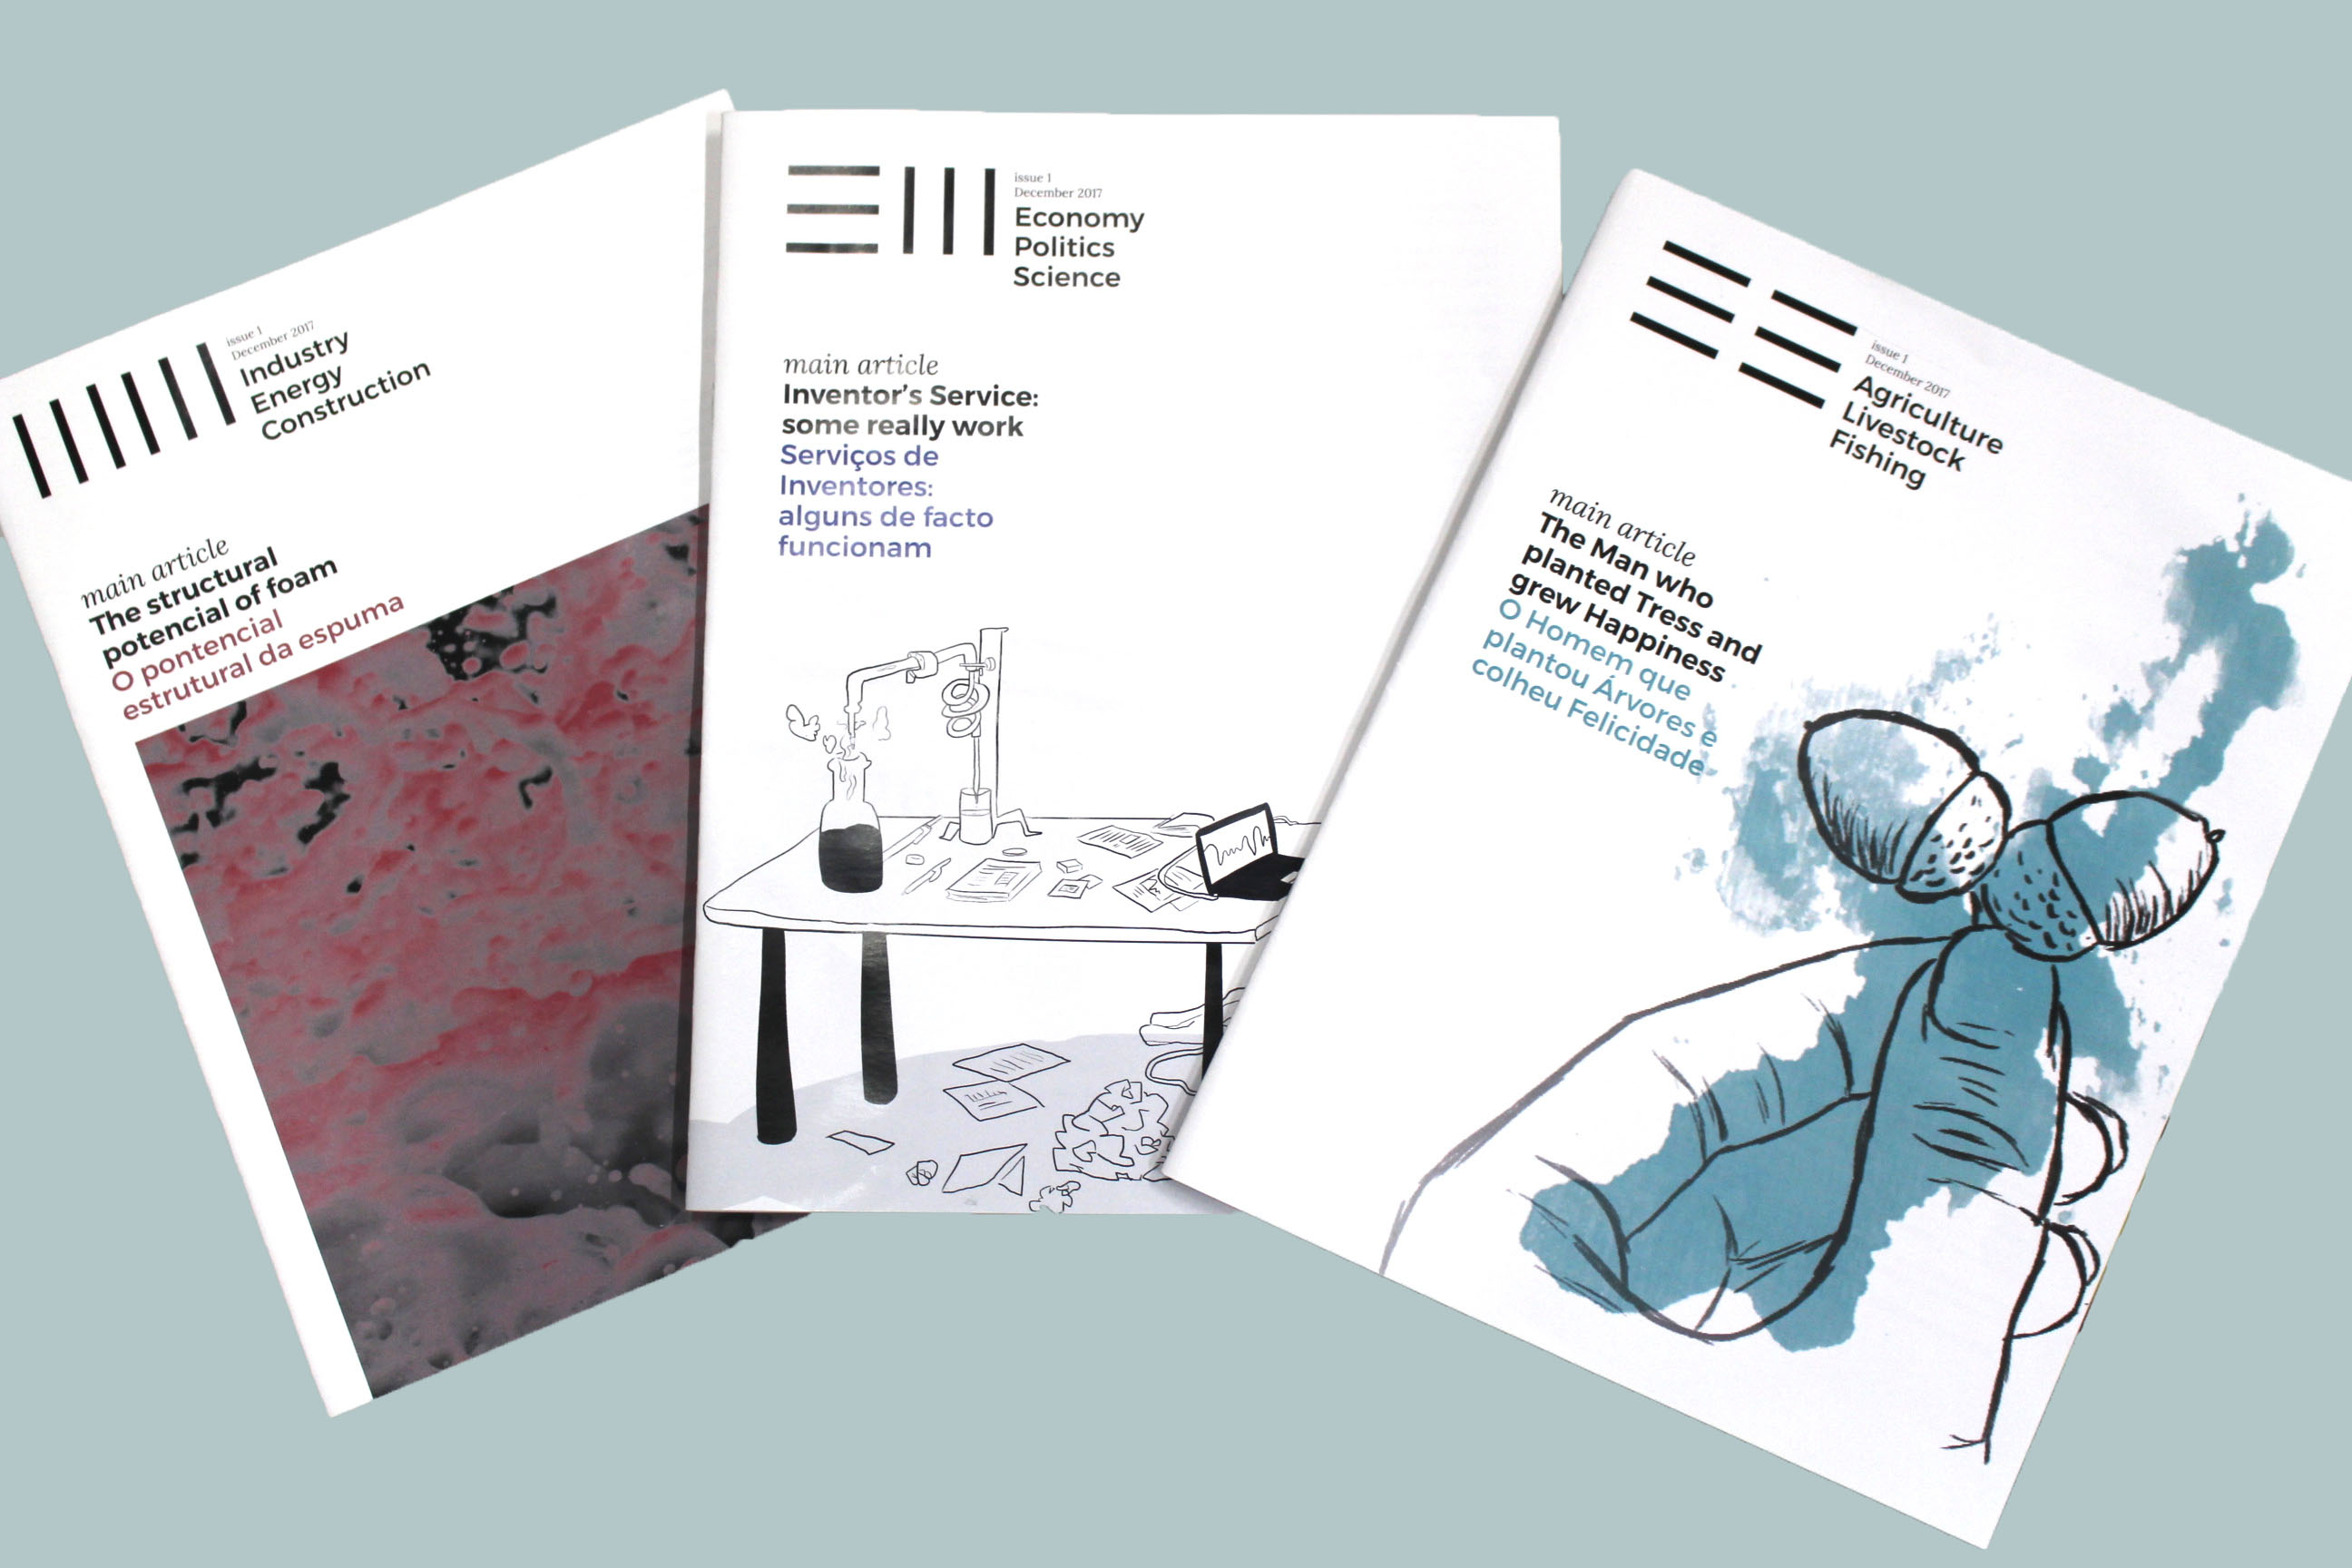 issue 1
December 2017
Industry
Energy
Construction
main article
The structural
potencial of foam
O pontencial
estrutural da espuma
issue 1
December 2017
Economy
Politics
Science
main article
Inventor's Service:
some really work
Serviços de
Inventores:
alguns de facto
funcionam
issue 1
December 2017
Agriculture
Livestock
Fishing
main article
The Man who
planted Tress and
grew Happiness
O Homem que
plantou Árvores e
colheu Felicidade